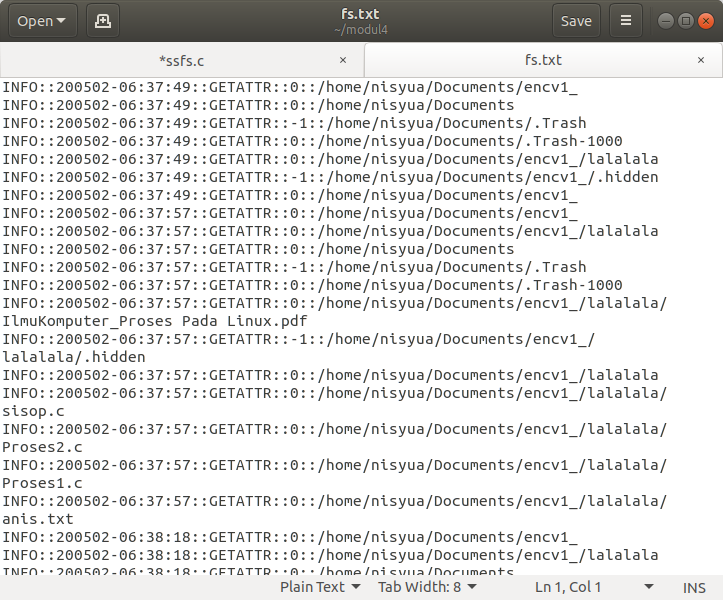 Open
fs.txt
~/modul4
Save
*ssfs.c
fs.txt
INFO::200502-06:37:49::GETATTR::0::/home/nisyua/Documents/encv1_
INFO::200502-06:37:49::GETATTR::0::/home/nisyua/Documents
INFO::200502-06:37:49::GETATTR::-1::/home/nisyua/Documents/.Trash
INFO::200502-06:37:49::GETATTR::0::/home/nisyua/Documents/.Trash-1000
INFO::200502-06:37:49::GETATTR::0::/home/nisyua/Documents/encv1_/lalalala
INFO::200502-06:37:49::GETATTR::-1::/home/nisyua/Documents/encv1_/.hidden
INFO::200502-06:37:49::GETATTR::0::/home/nisyua/Documents/encv1_
INFO::200502-06:37:57::GETATTR::0::/home/nisyua/Documents/encv1_
INFO::200502-06:37:57::GETATTR::0::/home/nisyua/Documents/encv1_/lalalala
INFO::200502-06:37:57::GETATTR::0::/home/nisyua/Documents
INFO::200502-06:37:57::GETATTR::-1::/home/nisyua/Documents/.Trash
INFO::200502-06:37:57::GETATTR::0::/home/nisyua/Documents/.Trash-1000
INFO::200502-06:37:57::GETATTR::0::/home/nisyua/Documents/encv1_/lalalala/
IlmuKomputer_Proses Pada Linux.pdf
INFO::200502-06:37:57::GETATTR::-1::/home/nisyua/Documents/encv1_/
lalalala/.hidden
INFO::200502-06:37:57::GETATTR::0::/home/nisyua/Documents/encv1_/lalalala
INFO::200502-06:37:57::GETATTR::0::/home/nisyua/Documents/encv1_/lalalala/
sisop.c
INFO::200502-06:37:57::GETATTR::0::/home/nisyua/Documents/encv1_/lalalala/
Proses2.c
INFO::200502-06:37:57::GETATTR::0::/home/nisyua/Documents/encv1_/lalalala/
Proses1.c
INFO::200502-06:37:57::GETATTR::0::/home/nisyua/Documents/encv1_/lalalala/
anis.txt
INFO::200502-06:38:18::GETATTR::0::/home/nisyua/Documents/encv1_
INFO::200502-06:38:18::GETATTR::0::/home/nisyua/Documents/encv1_/lalalala
INFO::200502-06:38:18::GETATTR::0::/home/nisyua/Documents
Plain Text Tab Width: 8 Ln 1, Col 1 INS